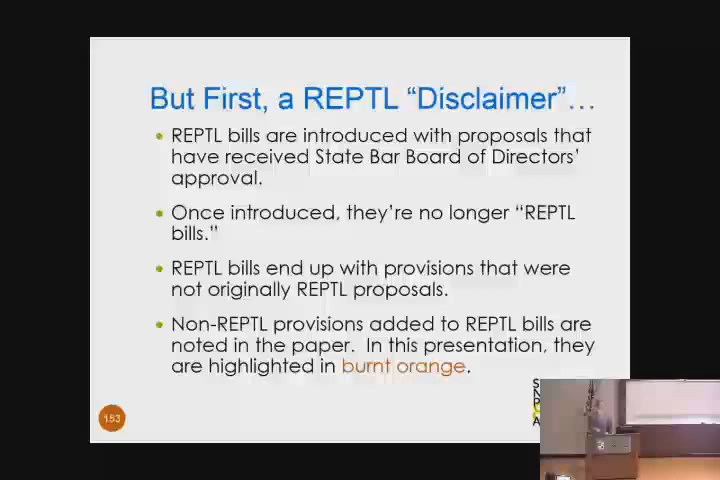 But First, a REPTL “Disclaimer”…
REPTL bills are introduced with proposals that
have received State Bar Board of Directors’
approval.
Once introduced, they’re no longer “REPTL
bills.”
REPTL bills end up with provisions that were
not originally REPTL proposals.
Non-REPTL provisions added to REPTL bills are
noted in the paper.  In this presentation, they
are highlighted in burnt orange.
153